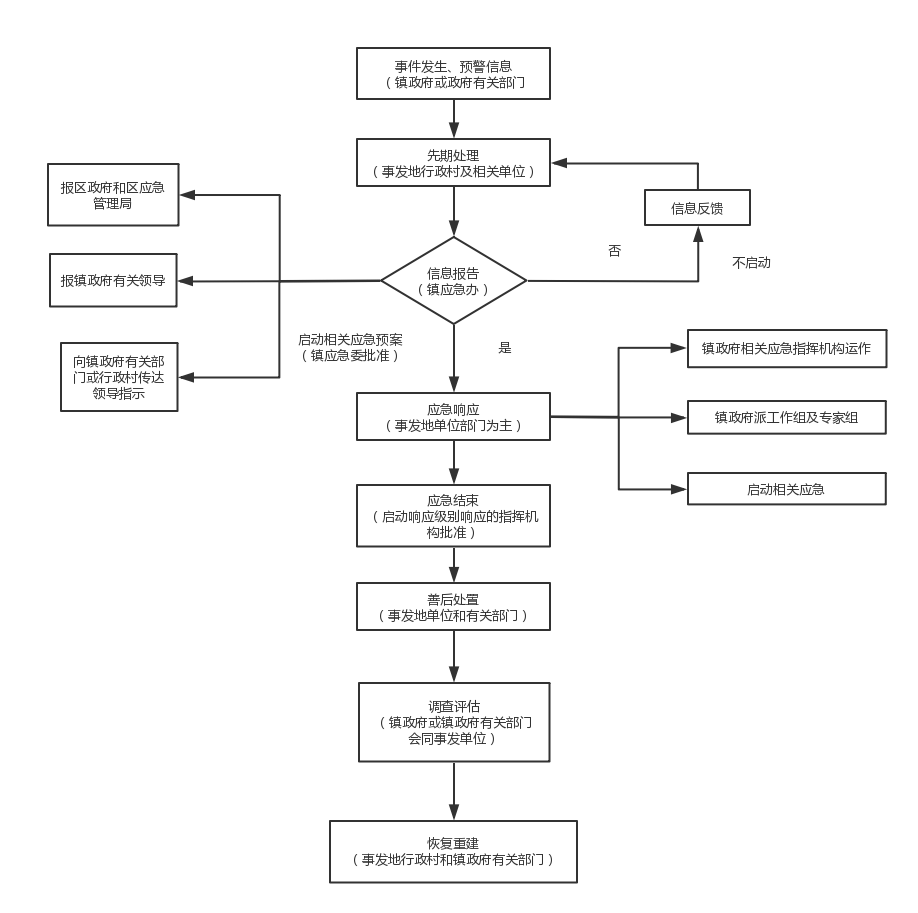 事件发生、预警信息
（镇政府或政府有关部门
先期处理
（事发地行政村及相关单位）
报区政府和区应急
管理局
信息反馈
否
不启动
信息报告
（镇应急办）
报镇政府有关领导
启动相关应急预案
（镇应急委批准）
是
向镇政府有关部
门或行政村传达
领导指示
镇政府相关应急指挥机构运作
应急响应
（事发地单位部门为主）
镇政府派工作组及专家组
启动相关应急
应急结束
（启动响应级别响应的指挥机
构批准）
善后处置
（事发地单位和有关部门）
调查评估
（镇政府或镇政府有关部门
会同事发单位）
恢复重建
（事发地行政村和镇政府有关部门）